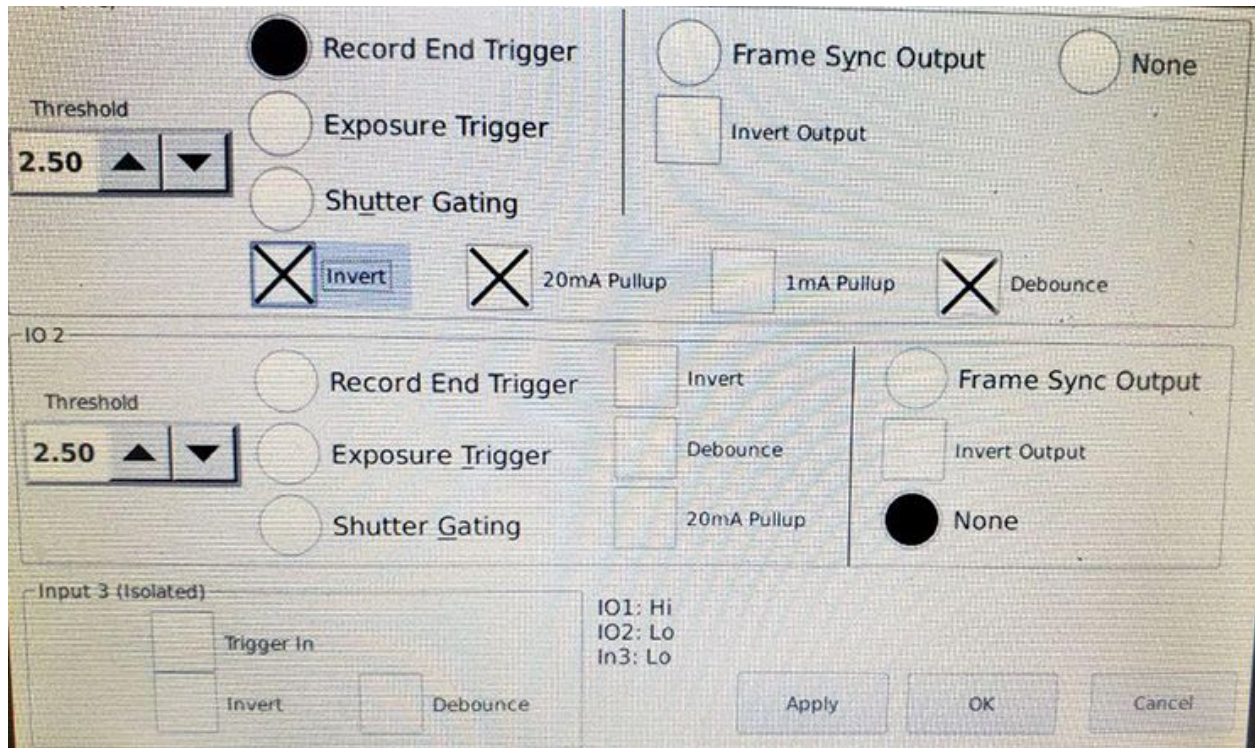 Record End Trigger
Frame Sync Output
None
Threshold
Exposure Trigger
Invert Output
2.50
Shutter Gating
Invert
20mA Pullup
1mA Pullup
Debounce
IO 2
Record End Trigger
Invert
Frame Sync Output
Threshold
2.50
Exposure Trigger
Debounce
Invert Output
Shutter Gating
20mA Pullup
None
Input 3 (Isolated)
Trigger In
Invert
Debounce
IO1: Hi
IO2: Lo
In3: Lo
Apply
OK
Cancel